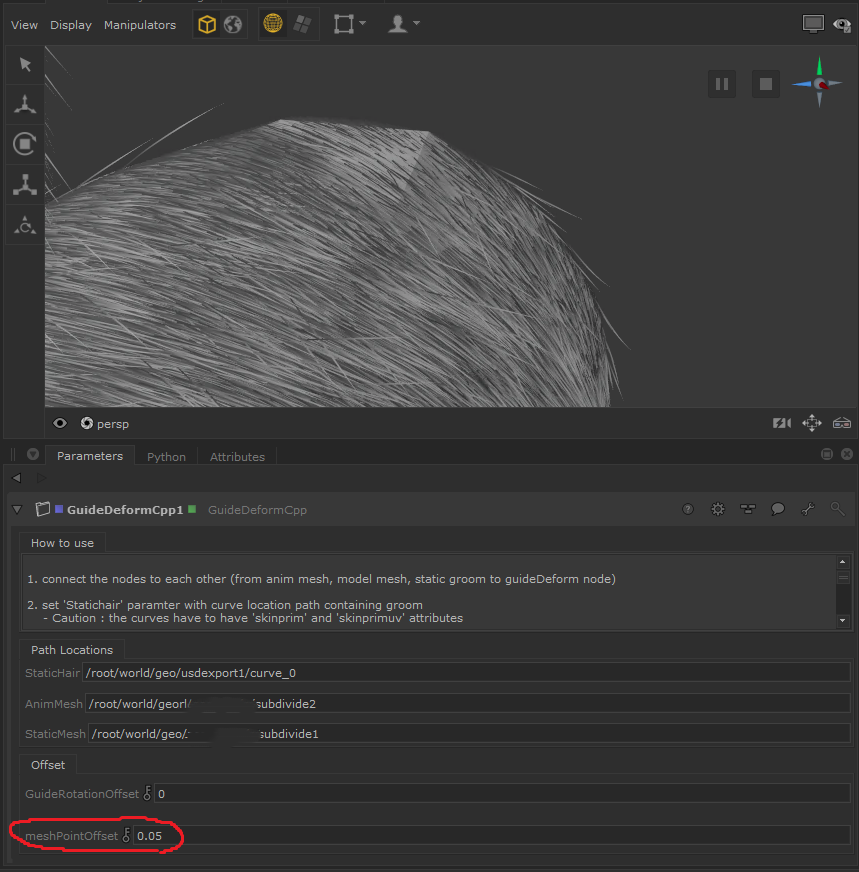 View Display Manipulators
persp
Parameters Python Attributes
GuideDeformCpp1 GuideDeformCpp
How to use
1. connect the nodes to each other (from anim mesh, model mesh, static groom to guideDeform node)
2. set 'Statichair' paramter with curve location path containing groom
- Caution : the curves have to have 'skinprim' and 'skinprimuv' attributes
Path Locations
StaticHair /root/world/geo/usdexport1/curve_0
AnimMesh /root/world/georl/ subdivide2
StaticMesh /root/world/geo/ subdivide1
Offset
GuideRotationOffset 0
meshPointOffset 0.05